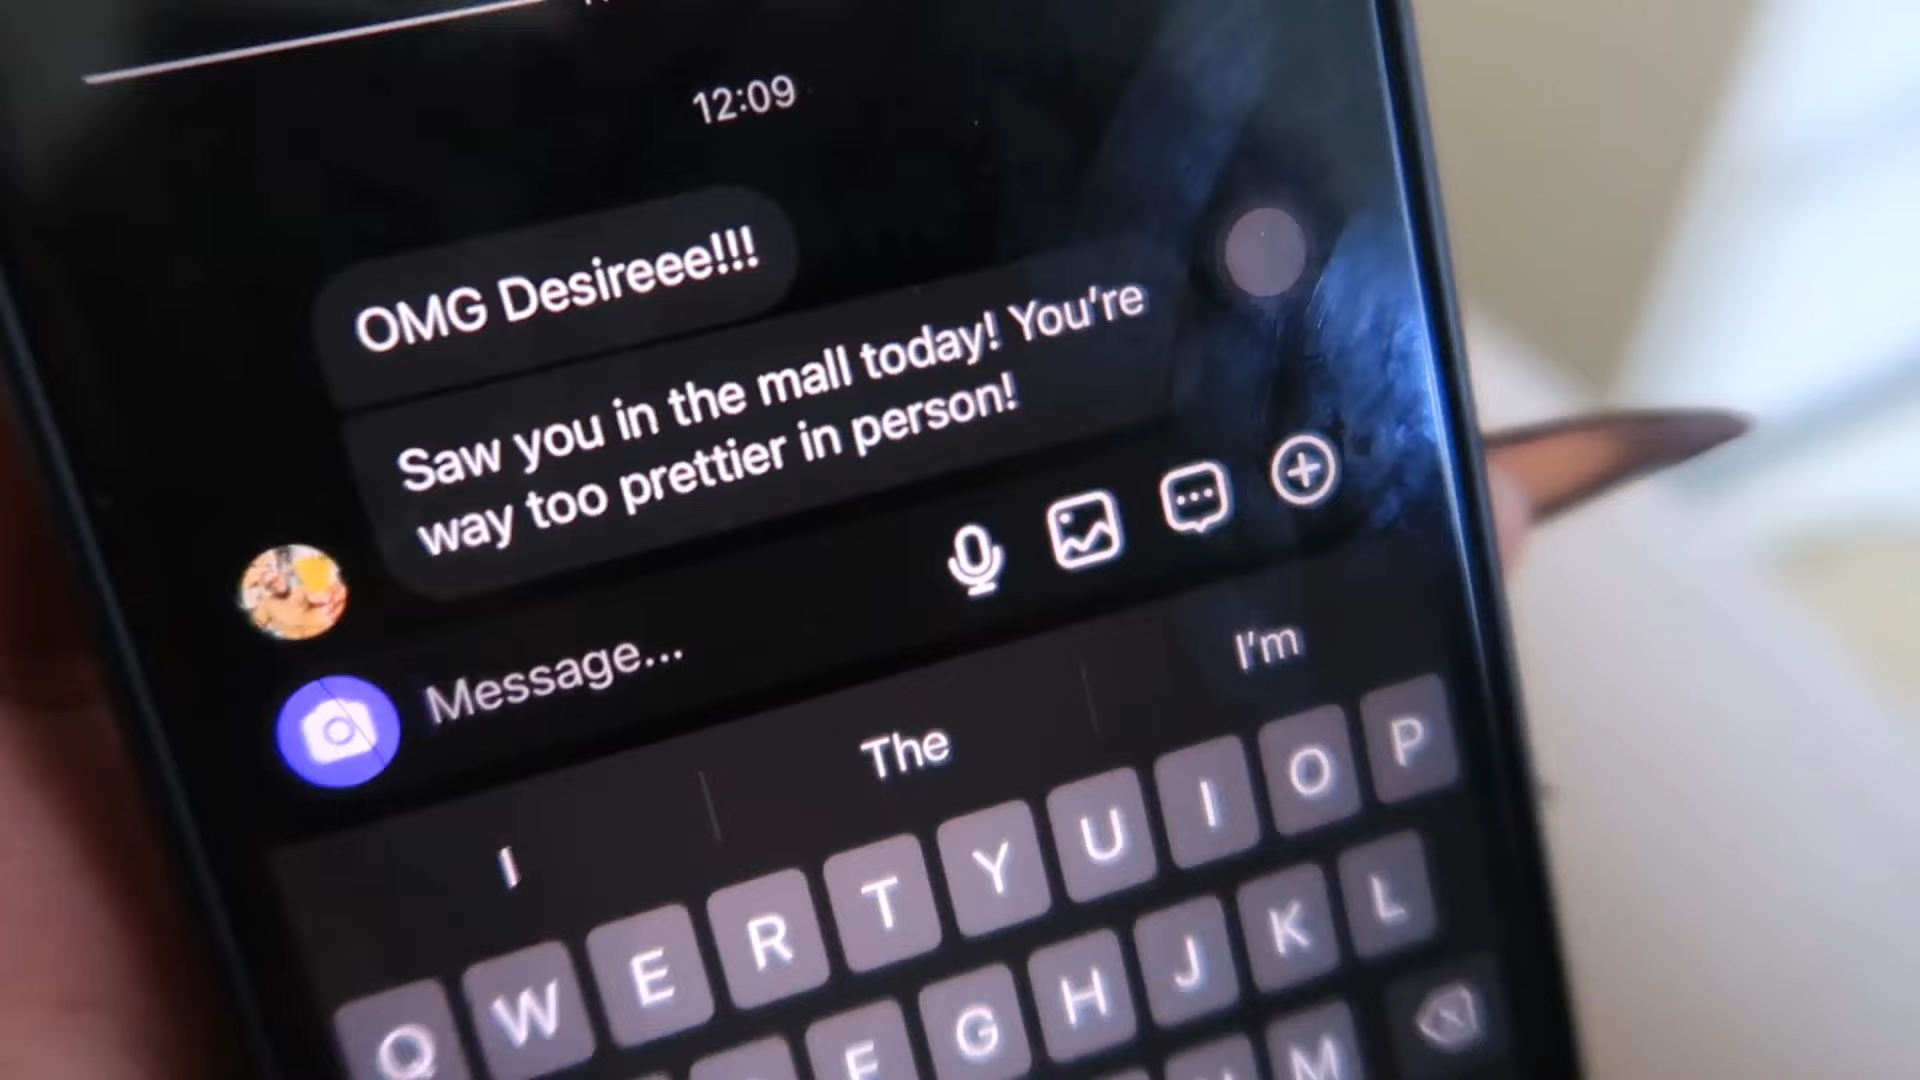 12:09
OMG Desireee!!!
Saw you in the mall today! You're
way too prettier in person!
Message...
I
The
I'm
Q W E R T Y U I O P
F G H J K L
M